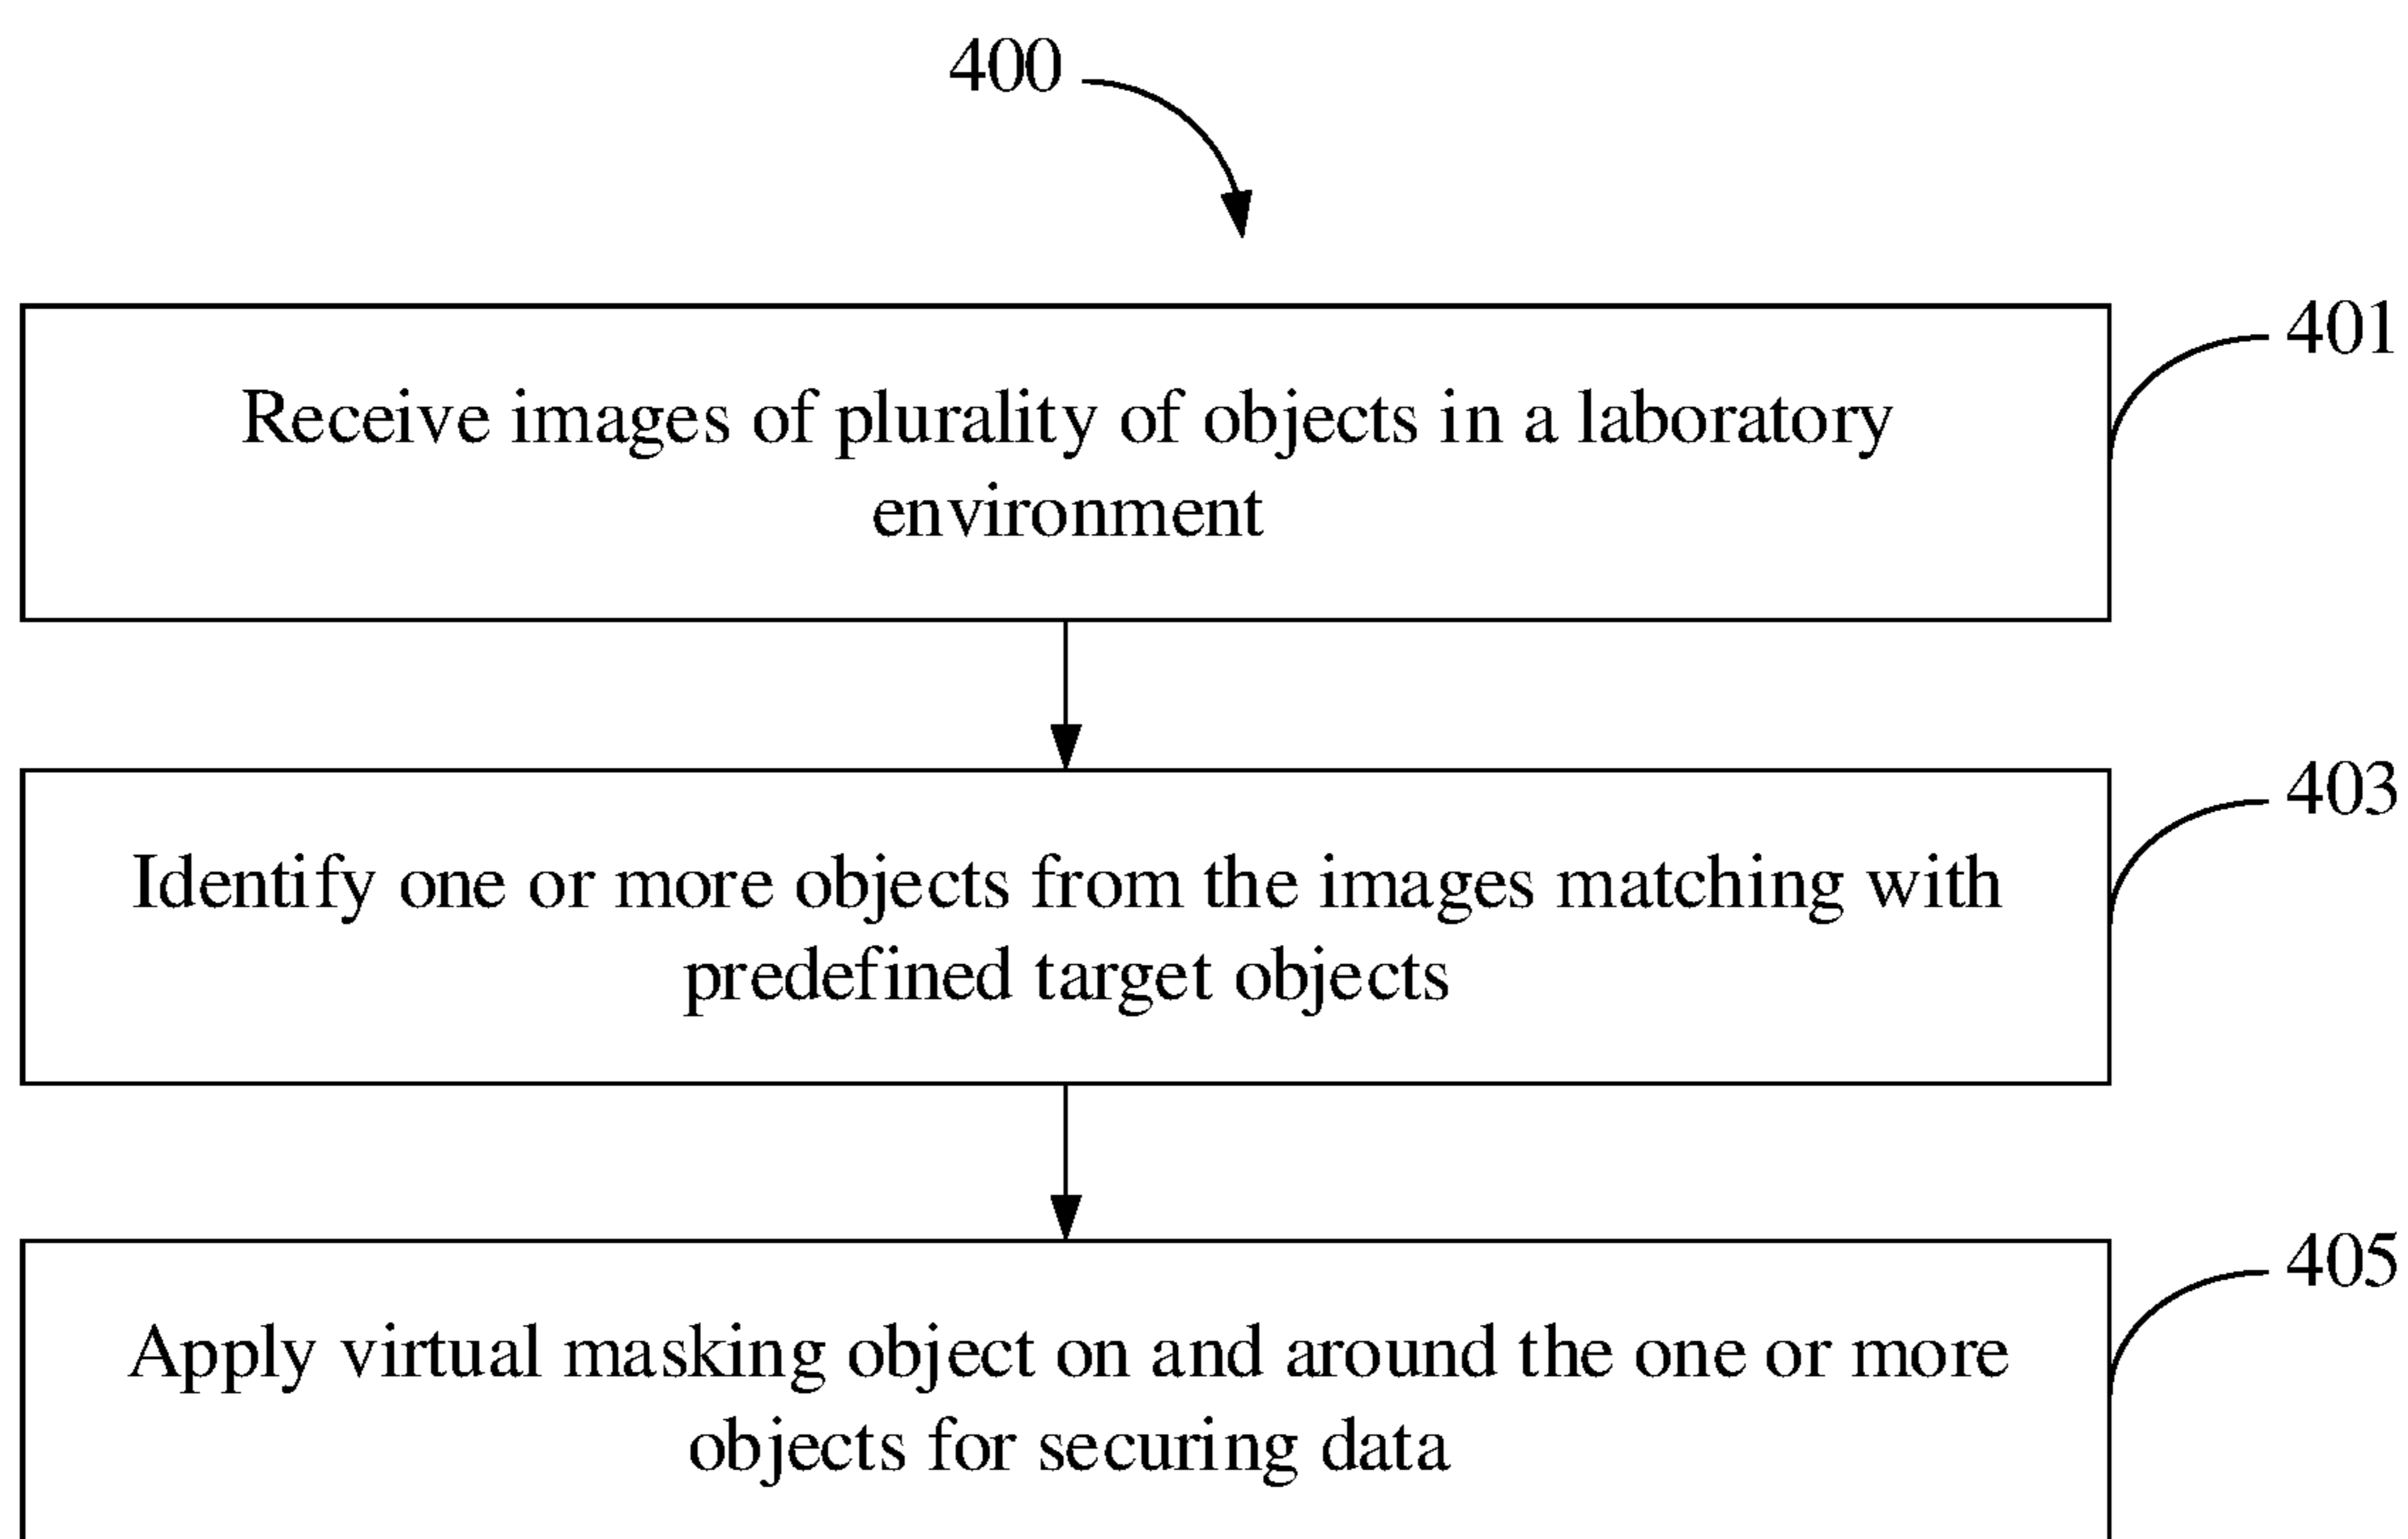 400
401
Receive images of plurality of objects in a laboratory
environment
403
Identify one or more objects from the images matching with
predefined target objects
405
Apply virtual masking object on and around the one or more
objects for securing data